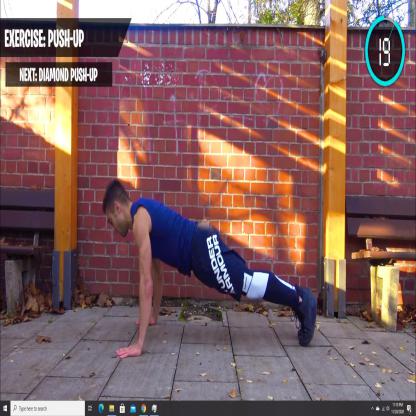 EXERCISE: PUSH-UP
19
NEXT: DIAMOND PUSH-UP
UNDER
ARMOUR
Type here to search